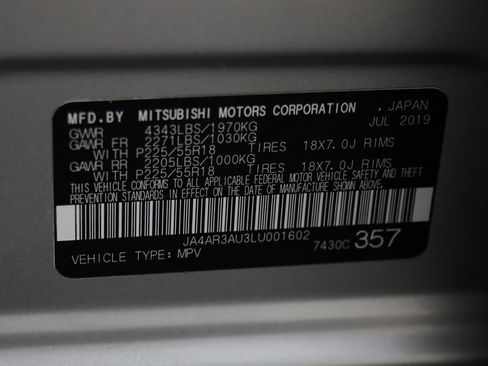 MFD.BY MITSUBISHI MOTORS CORPORATION , JAPAN
GVWR 4343LBS/1970KG JUL 2019
GAWR FR 2271LBS/1030KG
WITH P225/55R18 TIRES 18X7.0J RIMS
GAWR RR 2205LBS/1000KG
WITH P225/55R18 TIRES 18X7.0J RIMS
THIS VEHICLE CONFORMS TO ALL APPLICABLE FEDERAL MOTOR VEHICLE SAFETY AND THEFT
PREVENTION STANDARDS IN EFFECT ON THE DATE OF MANUFACTURE SHOWN ABOVE.
JA4AR3AU3LU001602 7430C 357
VEHICLE TYPE: MPV